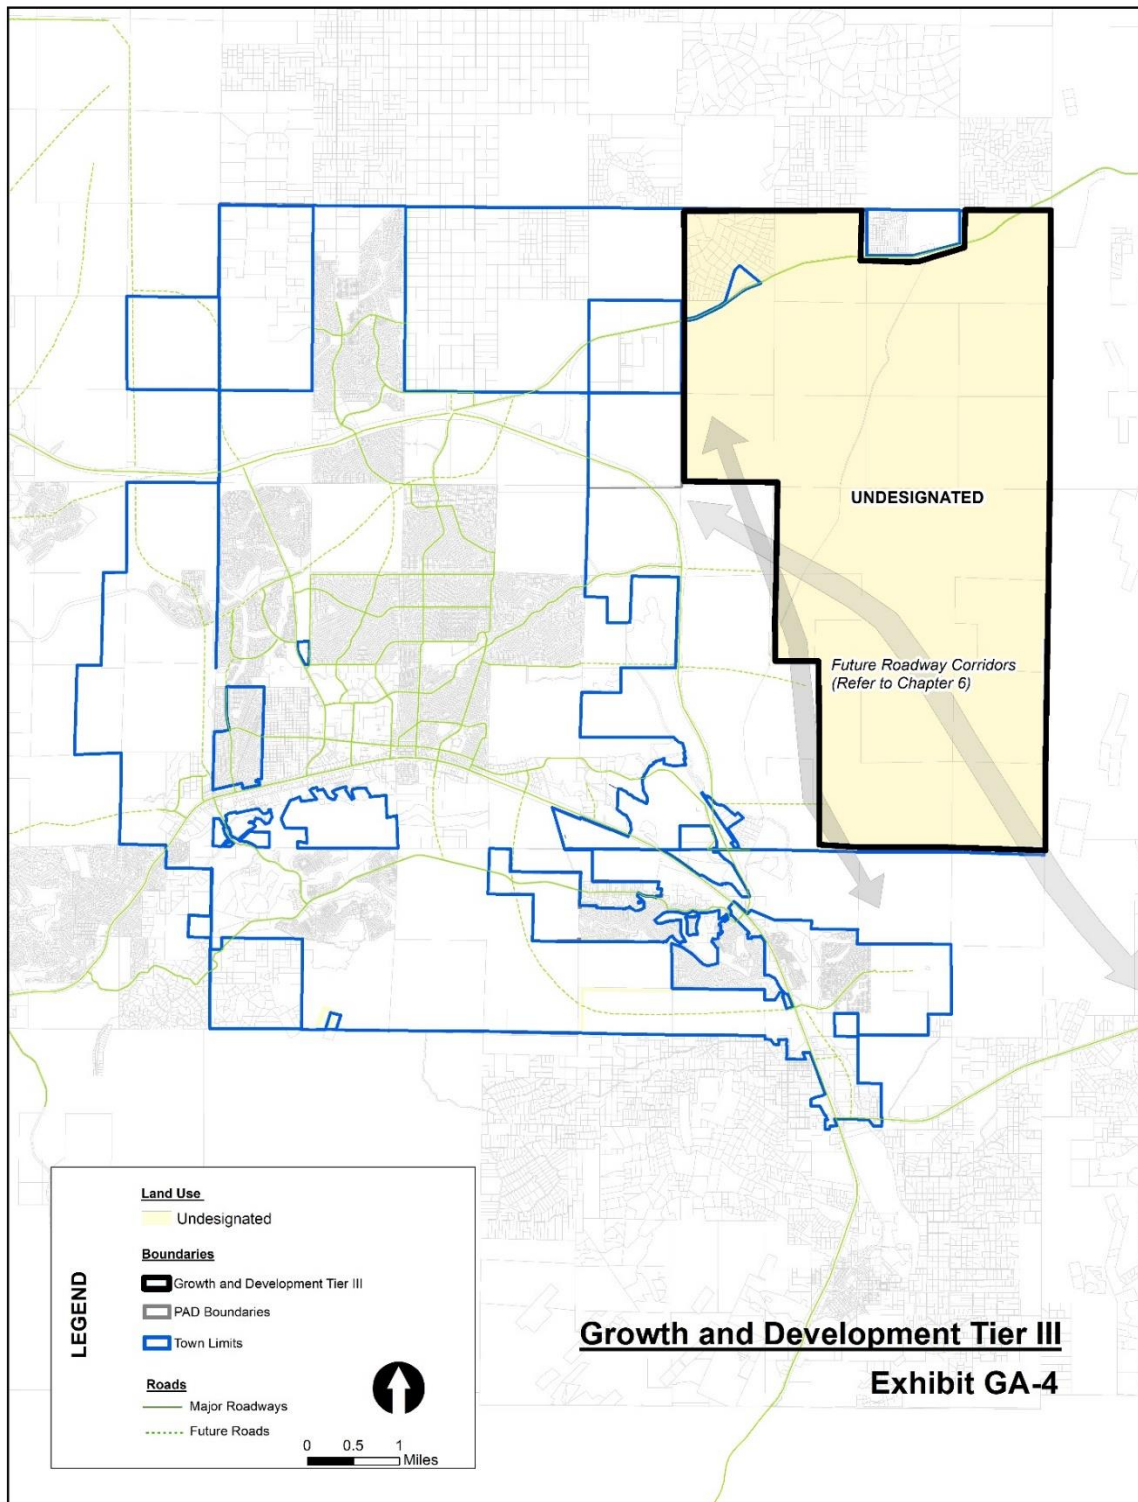 UNDESIGNATED
Future Roadway Corridors
(Refer to Chapter 6)
LEGEND
Land Use
Undesignated
Boundaries
Growth and Development Tier III
PAD Boundaries
Town Limits
Roads
Major Roadways
Future Roads
0 0.5 1
Miles
Growth and Development Tier III
Exhibit GA-4